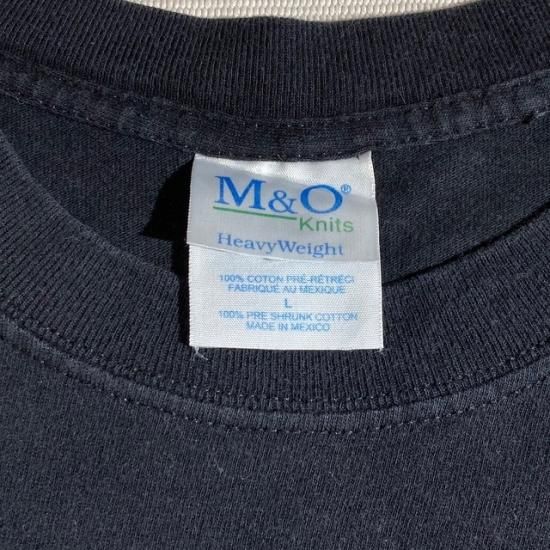 M&O®
Knits
HeavyWeight
100% COTON PRÉ-RÉTRÉCI
FABRIQUÉ AU MEXIQUE
L
100% PRE SHRUNK COTTON
MADE IN MEXICO